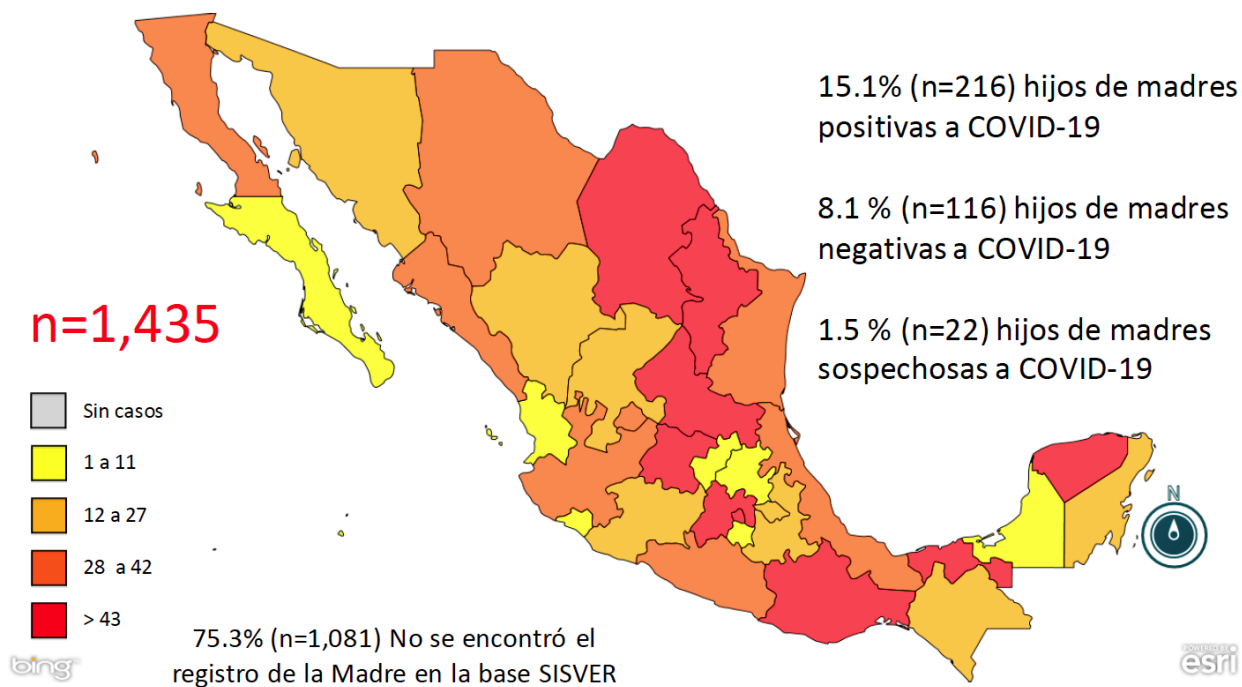 15.1% (n=216) hijos de madres
positivas a COVID-19
8.1 % (n=116) hijos de madres
negativas a COVID-19
1.5 % (n=22) hijos de madres
sospechosas a COVID-19
n=1,435
Sin casos
1 a 11
12 a 27
28 a 42
> 43
75.3% (n=1,081) No se encontró el
registro de la Madre en la base SISVER
N
bing
POWERED BY
esri